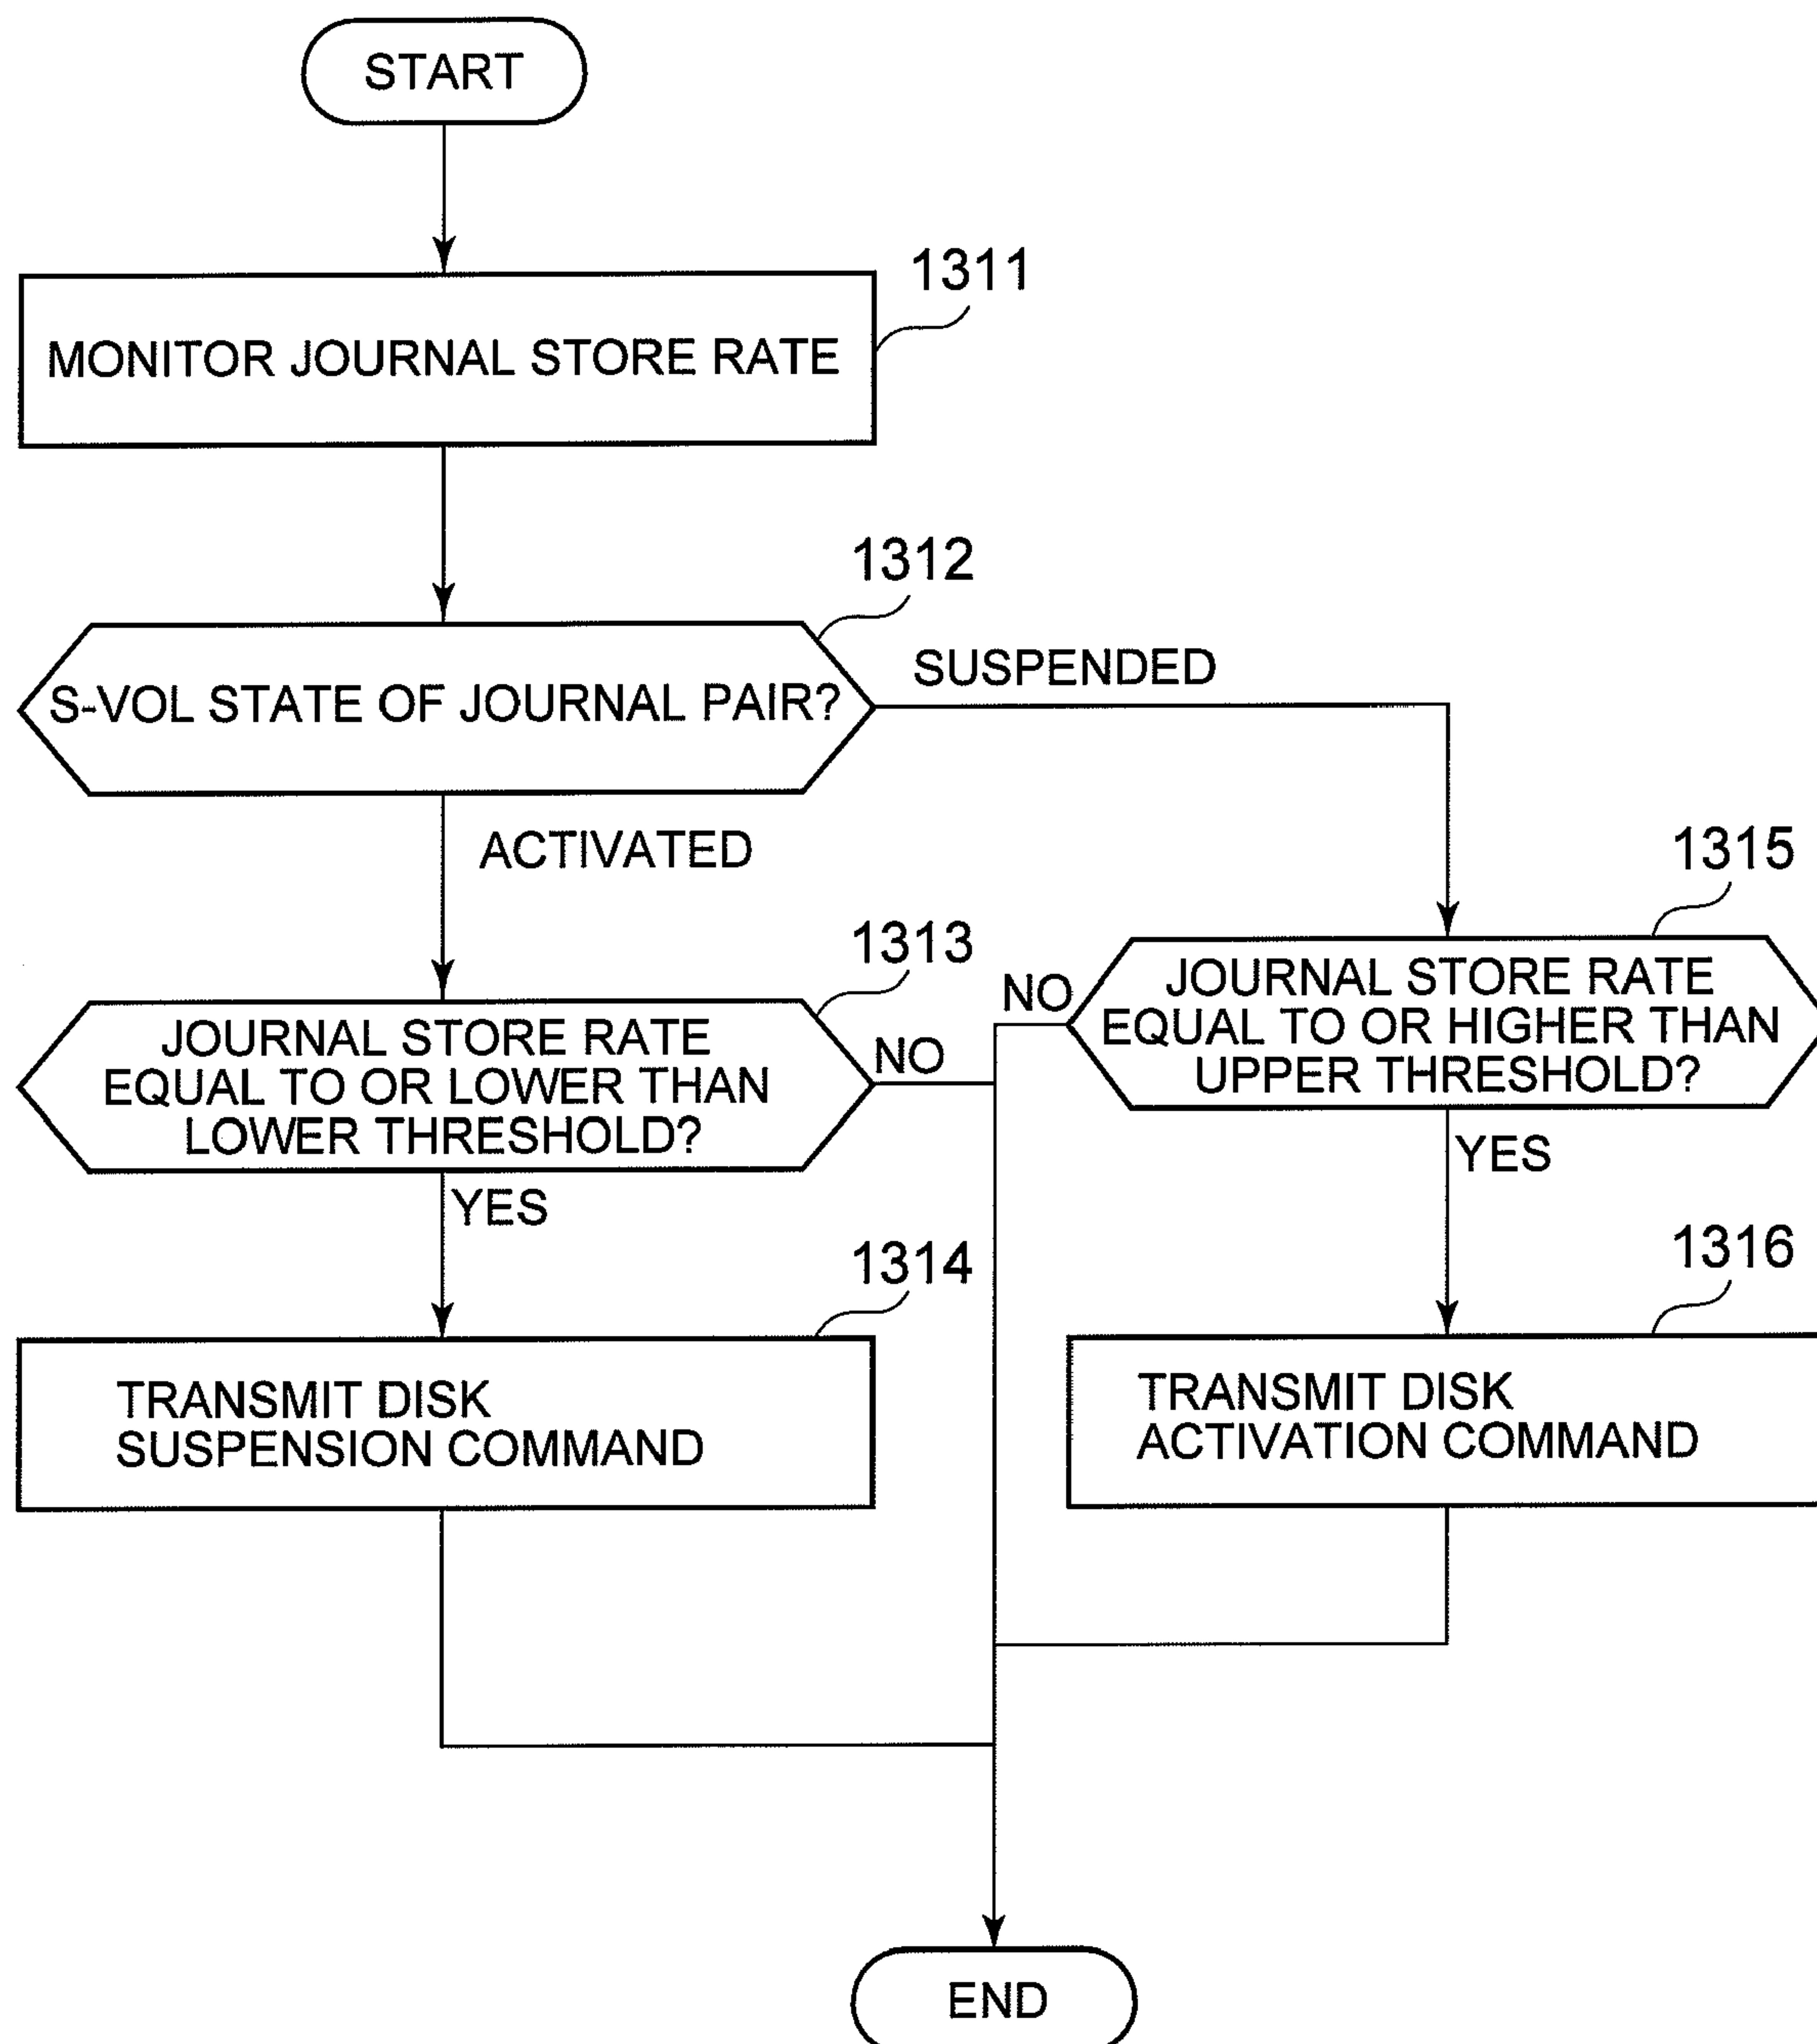 START
1311
MONITOR JOURNAL STORE RATE
1312
S-VOL STATE OF JOURNAL PAIR?
SUSPENDED
ACTIVATED
1313
JOURNAL STORE RATE
EQUAL TO OR LOWER THAN
LOWER THRESHOLD?
NO
YES
1314
TRANSMIT DISK
SUSPENSION COMMAND
1315
JOURNAL STORE RATE
EQUAL TO OR HIGHER THAN
UPPER THRESHOLD?
NO
YES
1316
TRANSMIT DISK
ACTIVATION COMMAND
END